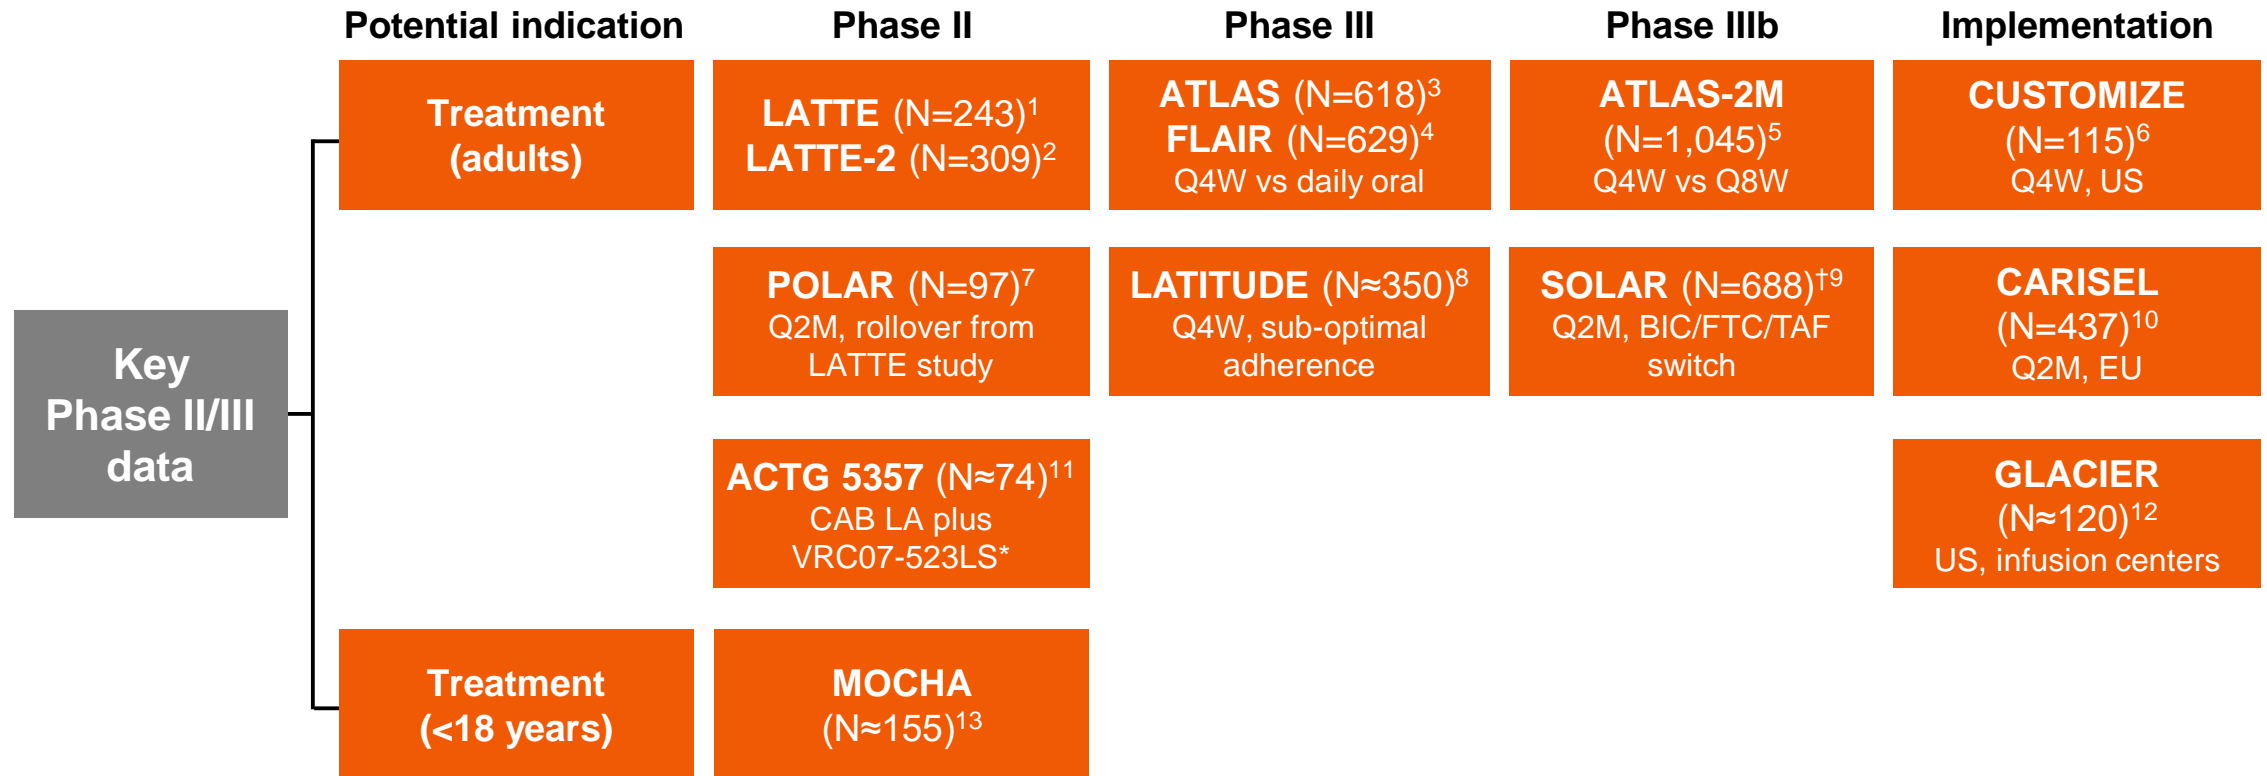 Potential indication
Phase II
Phase III
Phase IIIb
Implementation
Key
Phase II/III
data
Treatment
(adults)
LATTE (N=243)¹
LATTE-2 (N=309)²
ATLAS (N=618)³
FLAIR (N=629)⁴
Q4W vs daily oral
ATLAS-2M
(N=1,045)⁵
Q4W vs Q8W
CUSTOMIZE
(N=115)⁶
Q4W, US
POLAR (N=97)⁷
Q2M, rollover from
LATTE study
LATITUDE (N≈350)⁸
Q4W, sub-optimal
adherence
SOLAR (N=688)†⁹
Q2M, BIC/FTC/TAF
switch
CARISEL
(N=437)¹⁰
Q2M, EU
ACTG 5357 (N≈74)¹¹
CAB LA plus
VRC07-523LS*
GLACIER
(N≈120)¹²
US, infusion centers
Treatment
(<18 years)
MOCHA
(N≈155)¹³